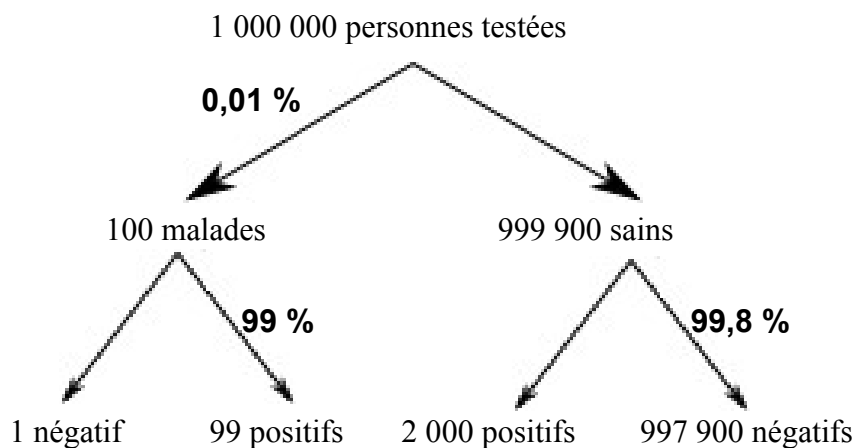 1 000 000 personnes testées
0,01 %
100 malades 999 900 sains
99 % 99,8 %
1 négatif 99 positifs 2 000 positifs 997 900 négatifs